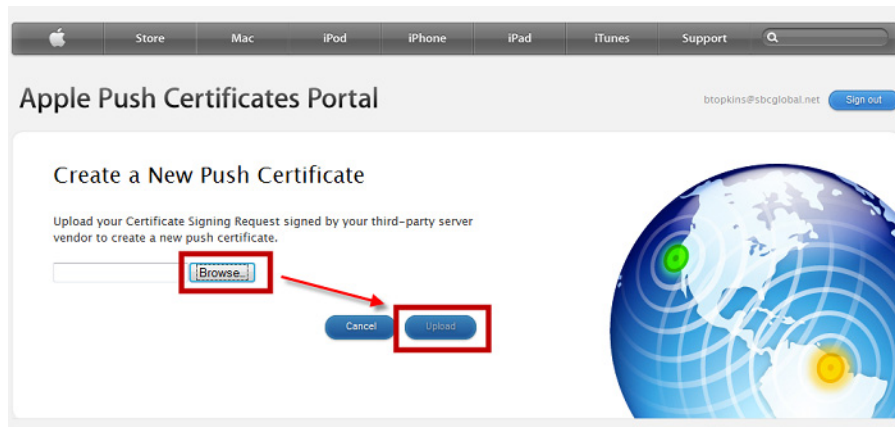 Store Mac iPod iPhone iPad iTunes Support
Apple Push Certificates Portal
btopkins@sbcglobal.net Sign out
Create a New Push Certificate
Upload your Certificate Signing Request signed by your third-party server
vendor to create a new push certificate.
Browse...
Cancel Upload